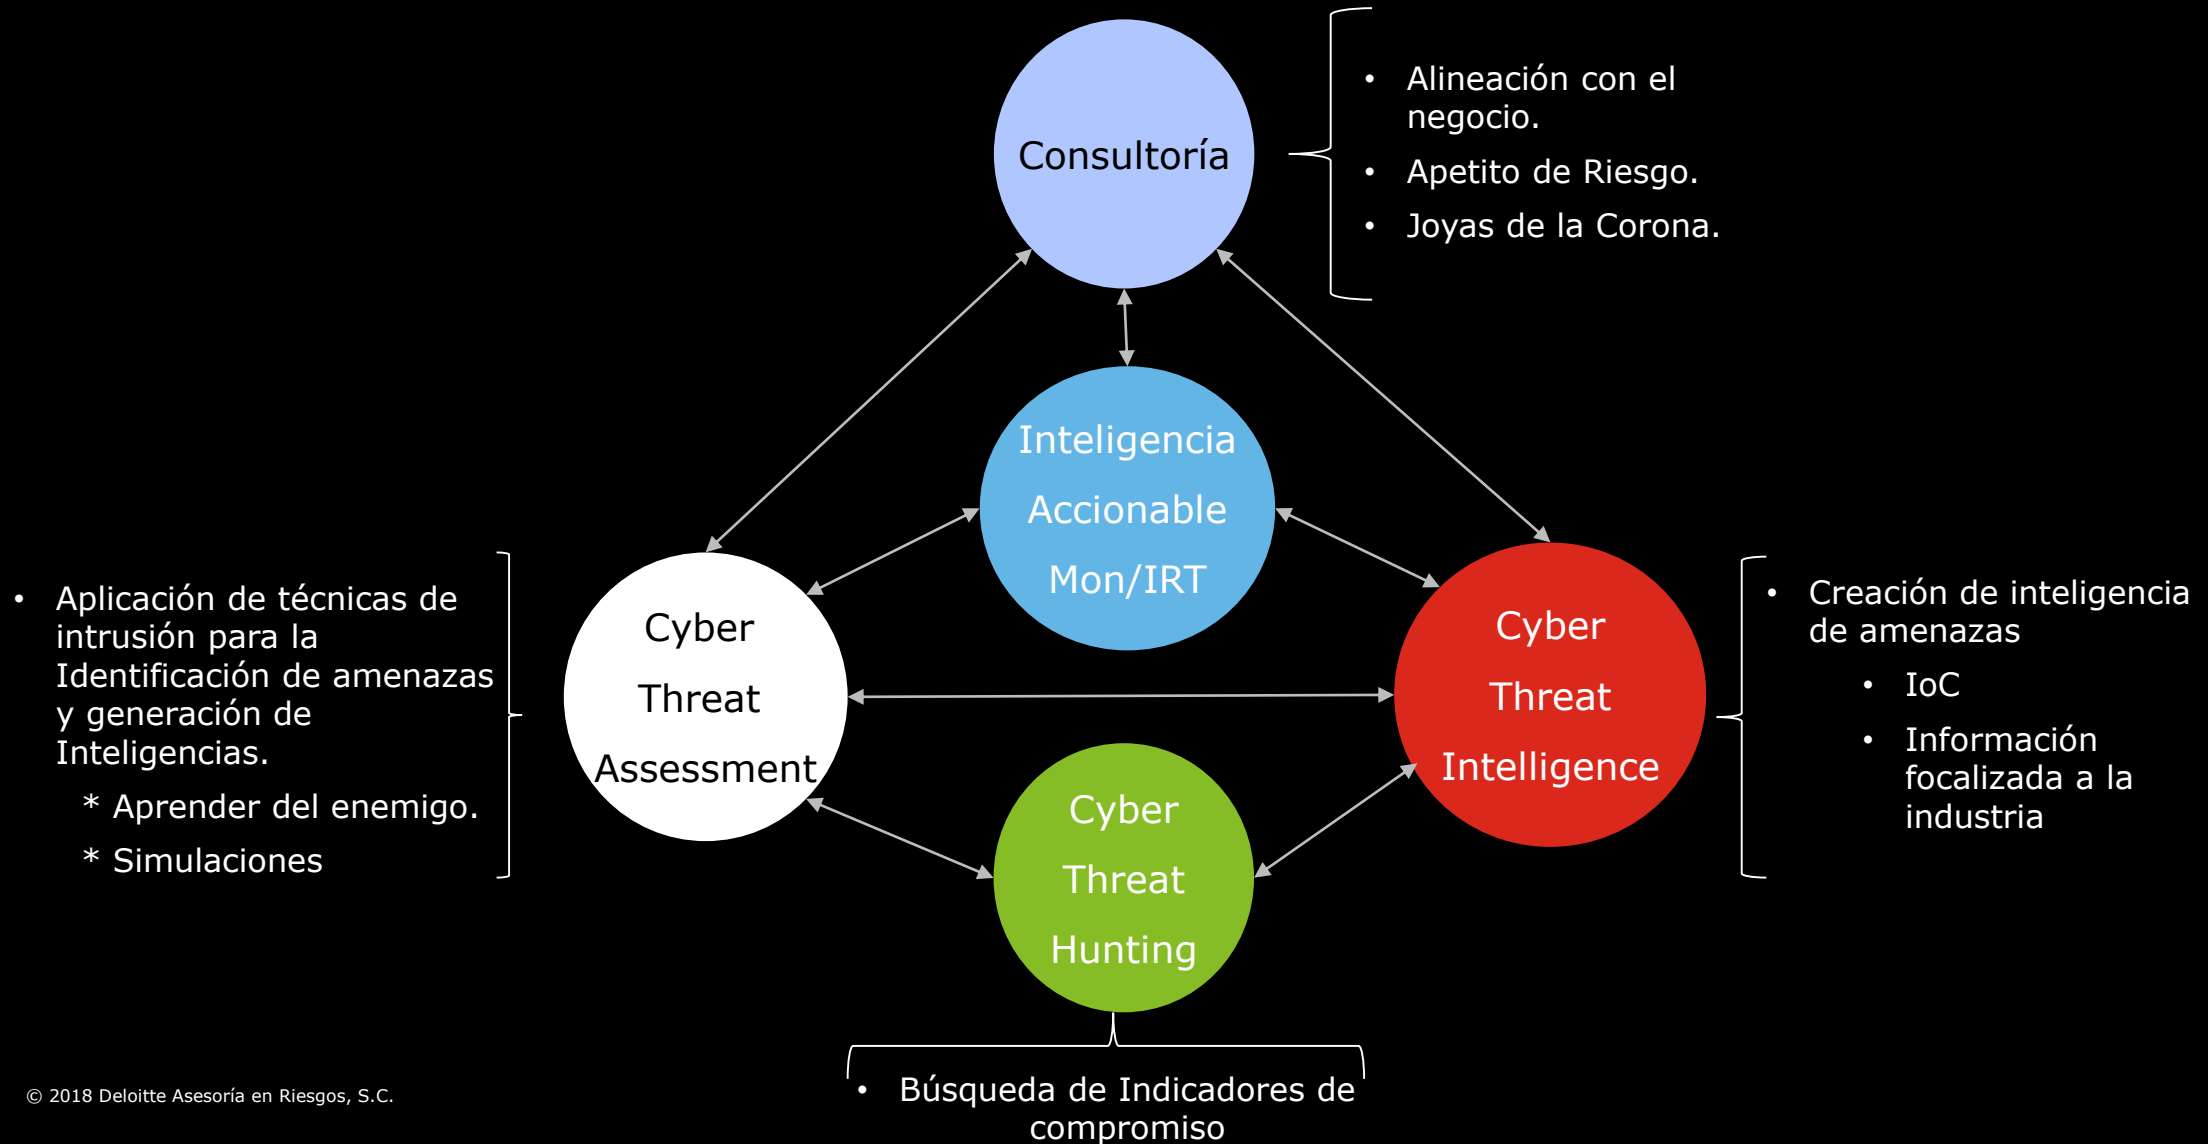 Consultoría
• Alineación con el
negocio.
• Apetito de Riesgo.
• Joyas de la Corona.
Inteligencia
Accionable
Mon/IRT
• Aplicación de técnicas de
intrusión para la
Identificación de amenazas
y generación de
Inteligencias.
* Aprender del enemigo.
* Simulaciones
Cyber
Threat
Assessment
Cyber
Threat
Intelligence
• Creación de inteligencia
de amenazas
• IoC
• Información
focalizada a la
industria
Cyber
Threat
Hunting
• Búsqueda de Indicadores de
compromiso
© 2018 Deloitte Asesoría en Riesgos, S.C.